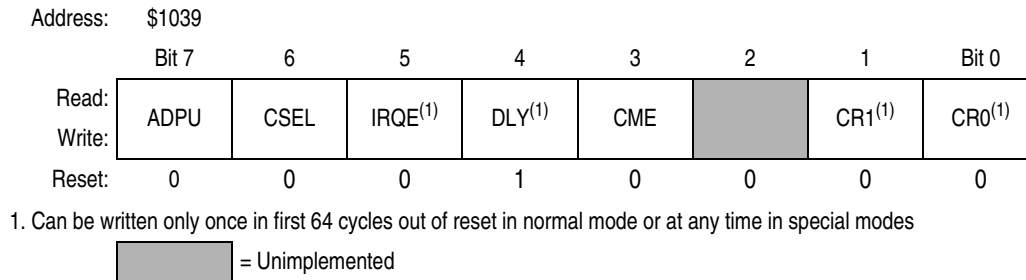 Address: $1039
Bit 7 6 5 4 3 2 1 Bit 0
Read:
ADPU CSEL IRQE(1) DLY(1) CME CR1(1) CR0(1)
Write:
Reset: 0 0 0 1 0 0 0 0
1. Can be written only once in first 64 cycles out of reset in normal mode or at any time in special modes
= Unimplemented